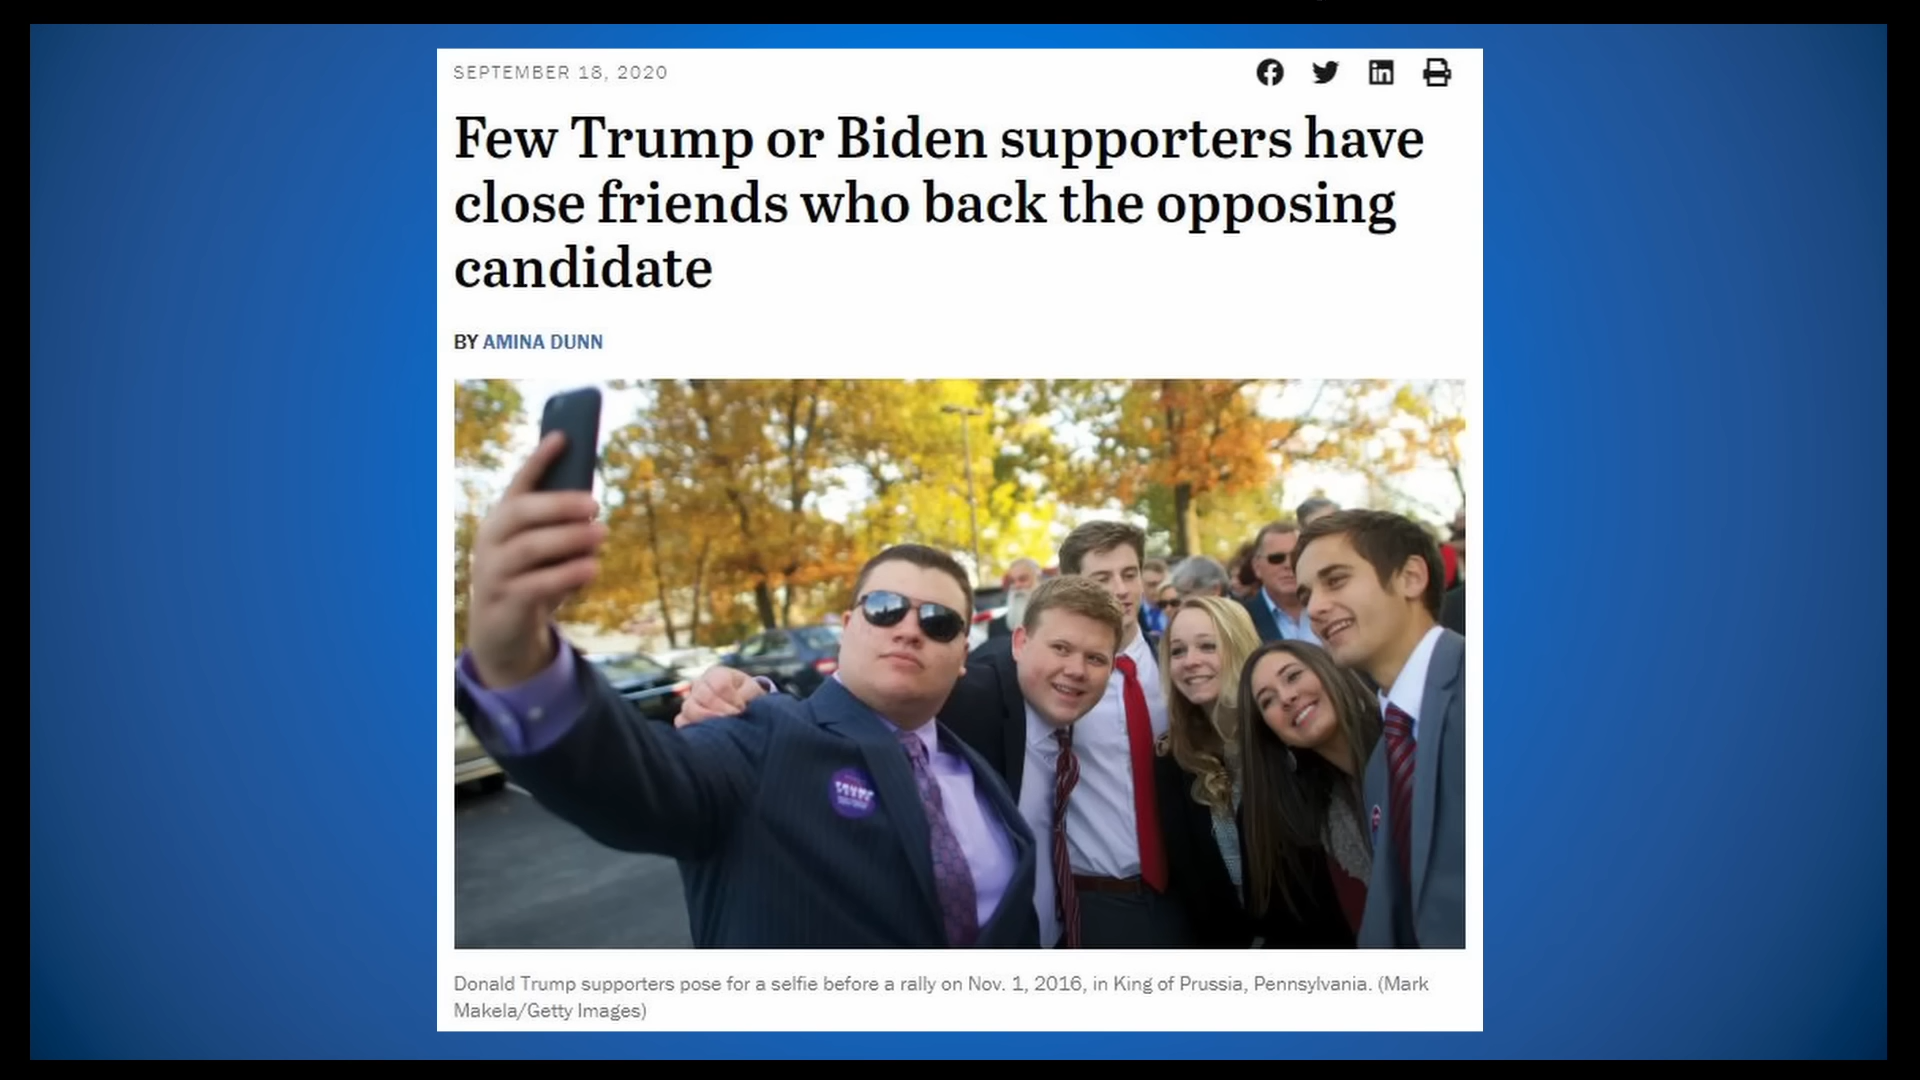 SEPTEMBER 18, 2020
Few Trump or Biden supporters have
close friends who back the opposing
candidate
BY AMINA DUNN
TRUMP
Donald Trump supporters pose for a selfie before a rally on Nov. 1, 2016, in King of Prussia, Pennsylvania. (Mark
Makela/Getty Images)